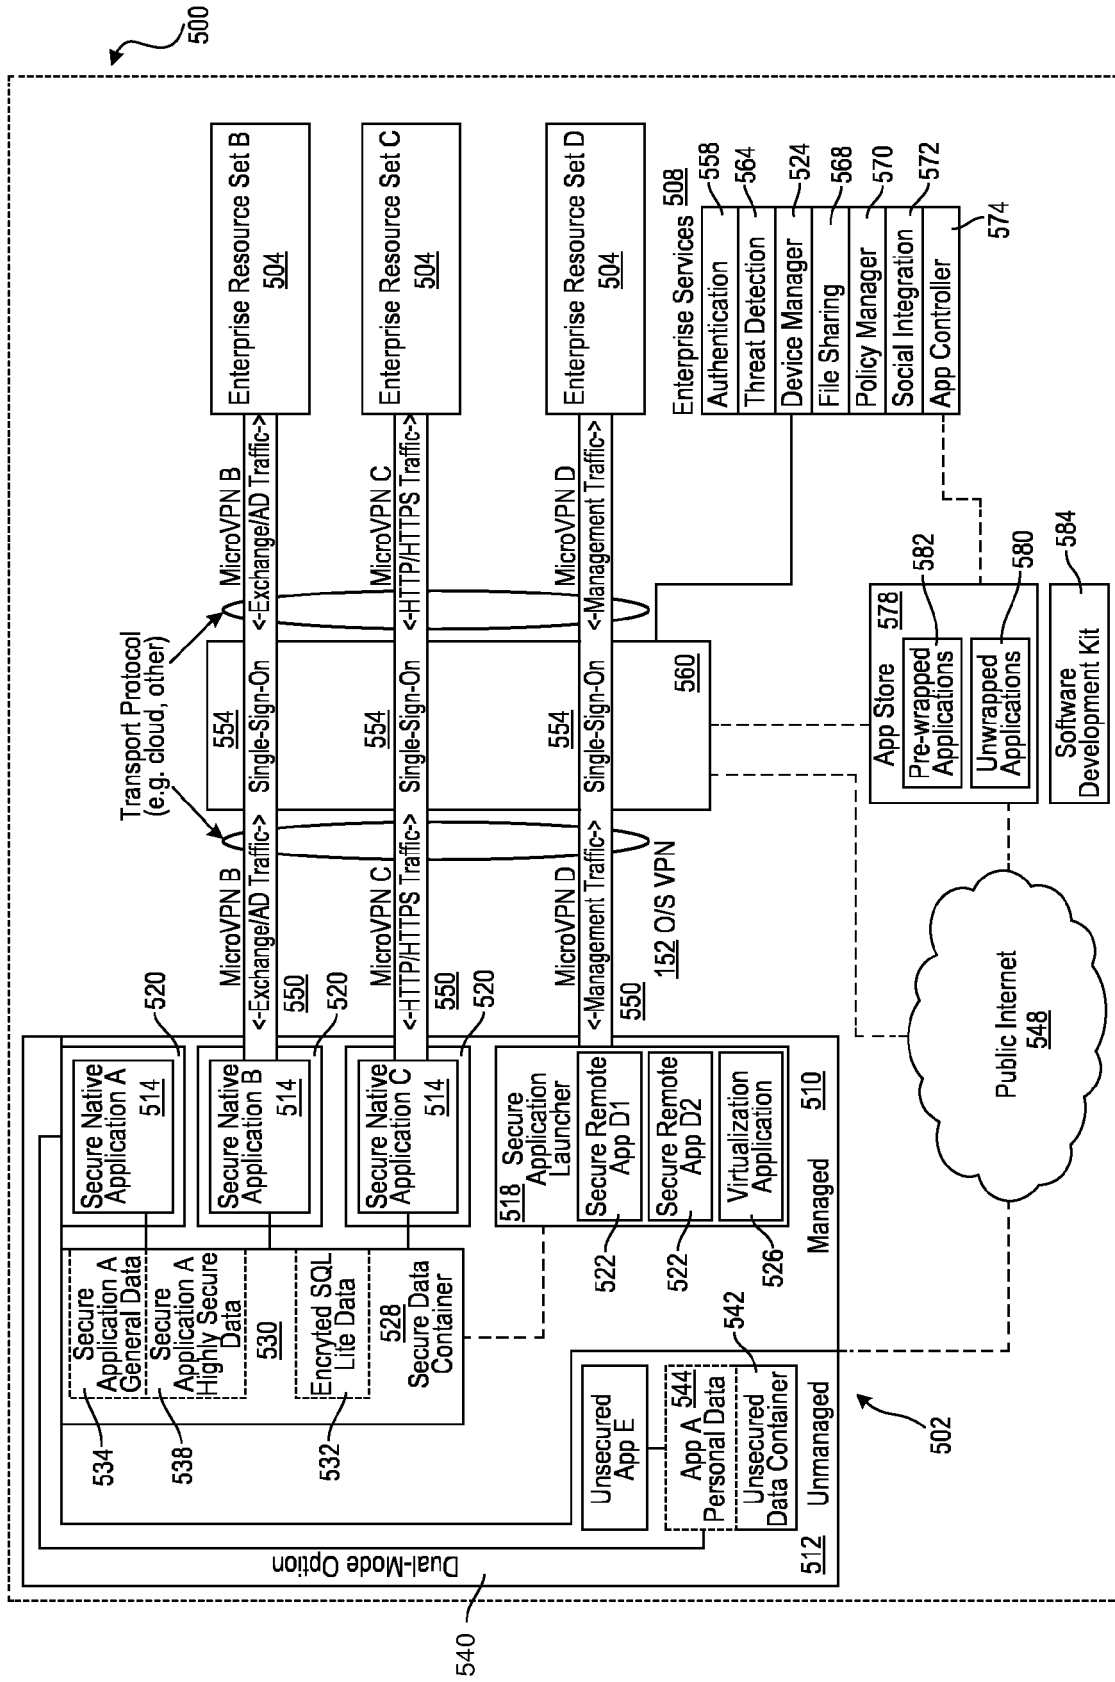 500
Enterprise Resource Set B
504
Enterprise Resource Set C
504
Enterprise Resource Set D
504
Enterprise Services
508
Authentication
Threat Detection
Device Manager
File Sharing
Policy Manager
Social Integration
App Controller
558
564
524
568
570
572
574
MicroVPN B
<-Exchange/AD Traffic->
MicroVPN C
<-HTTP/HTTPS Traffic->
MicroVPN D
<-Management Traffic->
Transport Protocol
(e.g. cloud, other)
554
Single-Sign-On
554
Single-Sign-On
554
Single-Sign-On
560
App Store
578
Pre-wrapped
Applications
Unwrapped
Applications
582
580
Software
Development Kit
584
MicroVPN B
<-Exchange/AD Traffic->
550
MicroVPN C
<-HTTP/HTTPS Traffic->
550
MicroVPN D
<-Management Traffic->
550
152 O/S VPN
Public Internet
548
520
Secure Native
Application A
514
520
Secure Native
Application B
514
520
Secure Native
Application C
514
518
Secure
Application
Launcher
Secure Remote
App D1
Secure Remote
App D2
Virtualization
Application
522
522
526
Managed
510
Secure
Application A
General Data
Secure
Application A
Highly Secure
Data
530
Encryted SQL
Lite Data
528
Secure Data
Container
534
538
532
Unsecured
App E
544
App A
Personal Data
Unsecured
Data Container
542
Unmanaged
512
502
Dual-Mode Option
540